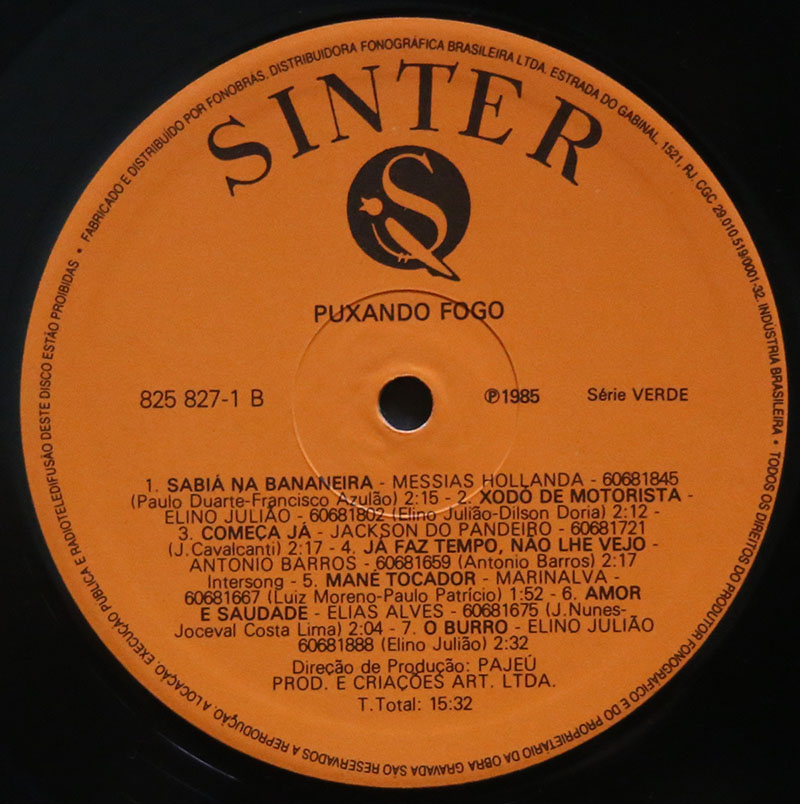 FABRICADO E DISTRIBUÍDO POR FONOBRÁS. DISTRIBUIDORA FONOGRÁFICA BRASILEIRA LTDA. ESTRADA DO GABINAL, 1521, RJ. CGC 29.010.519/0001-32. INDÚSTRIA BRASILEIRA • TODOS OS DIREITOS DO PRODUTOR FONOGRÁFICO E DO PROPRIETÁRIO DA OBRA GRAVADA SÃO RESERVADOS A REPRODUÇÃO, A LOCAÇÃO, EXECUÇÃO PÚBLICA E RADIOTELEDIFUSÃO DESTE DISCO ESTÃO PROIBIDAS •
SINTER
S
PUXANDO FOGO
825 827-1 B ℗1985 Série VERDE
1. SABIÁ NA BANANEIRA - MESSIAS HOLLANDA - 60681845
(Paulo Duarte-Francisco Azulão) 2:15 - 2. XODÓ DE MOTORISTA -
ELINO JULIÃO - 60681802 (Elino Julião-Dilson Doria) 2:12 -
3. COMEÇA JÁ - JACKSON DO PANDEIRO - 60681721
(J. Cavalcanti) 2:17 - 4. JÁ FAZ TEMPO, NÃO LHE VEJO -
ANTONIO BARROS - 60681659 (Antonio Barros) 2:17
Intersong - 5. MANÉ TOCADOR - MARINALVA -
60681667 (Luiz Moreno-Paulo Patrício) 1:52 - 6. AMOR
E SAUDADE - ELIAS ALVES - 60681675 (J. Nunes-
Joceval Costa Lima) 2:04 - 7. O BURRO - ELINO JULIÃO
60681888 (Elino Julião) 2:32
Direção de Produção: PAJEÚ
PROD. E CRIAÇÕES ART. LTDA.
T. Total: 15:32